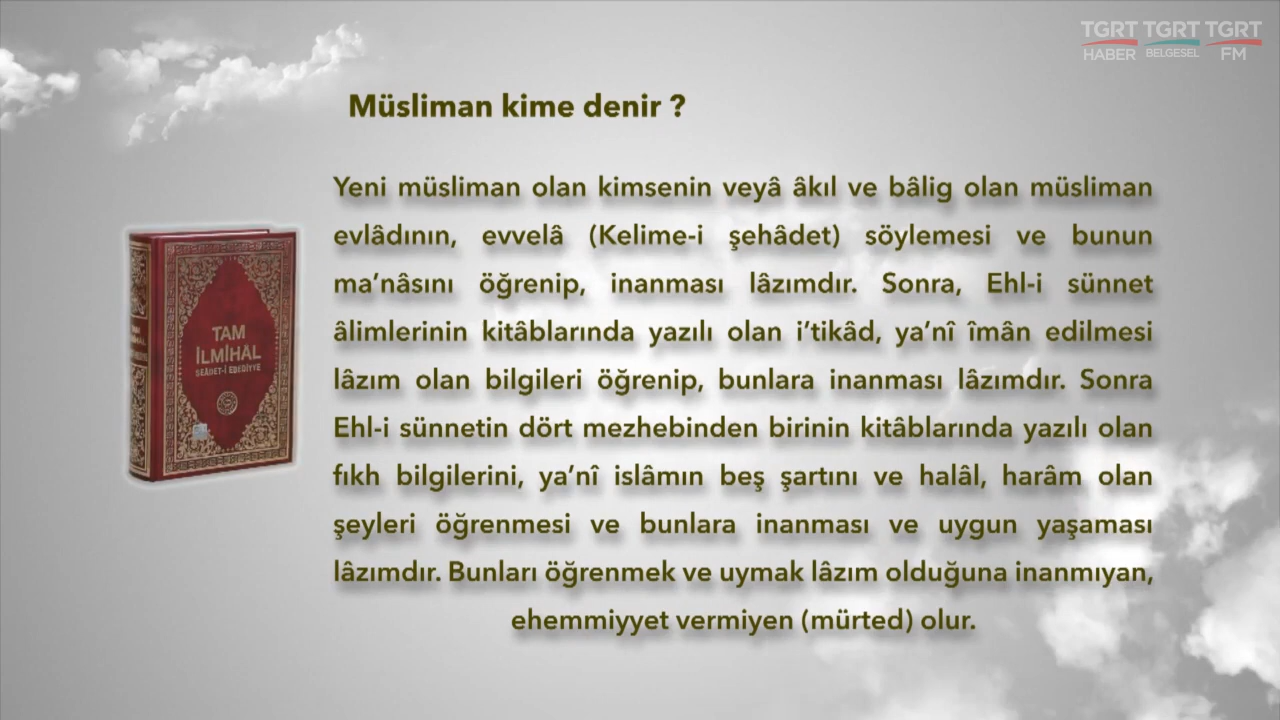 TGRT TGRT TGRT
HABER BELGESEL FM
Müsliman kime denir ?
Yeni müsliman olan kimsenin veyâ âkıl ve bâlig olan müsliman
evlâdının, evvelâ (Kelime-i şehâdet) söylemesi ve bunun
ma’nâsını öğrenip, inanması lâzımdır. Sonra, Ehl-i sünnet
âlimlerinin kitâblarında yazılı olan i’tikâd, ya’nî îmân edilmesi
lâzım olan bilgileri öğrenip, bunlara inanması lâzımdır. Sonra
Ehl-i sünnetin dört mezhebinden birinin kitâblarında yazılı olan
fıkh bilgilerini, ya’nî islâmın beş şartını ve halâl, harâm olan
şeyleri öğrenmesi ve bunlara inanması ve uygun yaşaması
lâzımdır. Bunları öğrenmek ve uymak lâzım olduğuna inanmıyan,
ehemmiyyet vermiyen (mürted) olur.
TAM
İLMİHÂL
SEÂDET-İ EBEDİYYE
TAM
İLMİHÂL